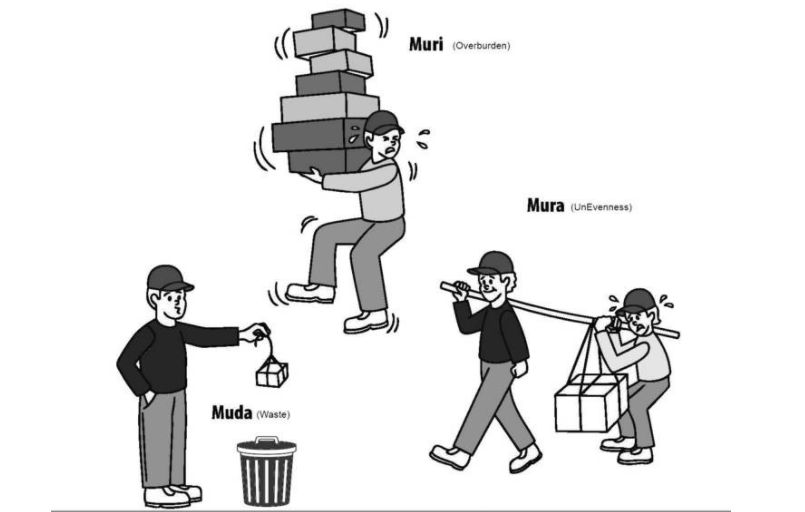 Muri (Overburden)
Mura (UnEvenness)
Muda (Waste)